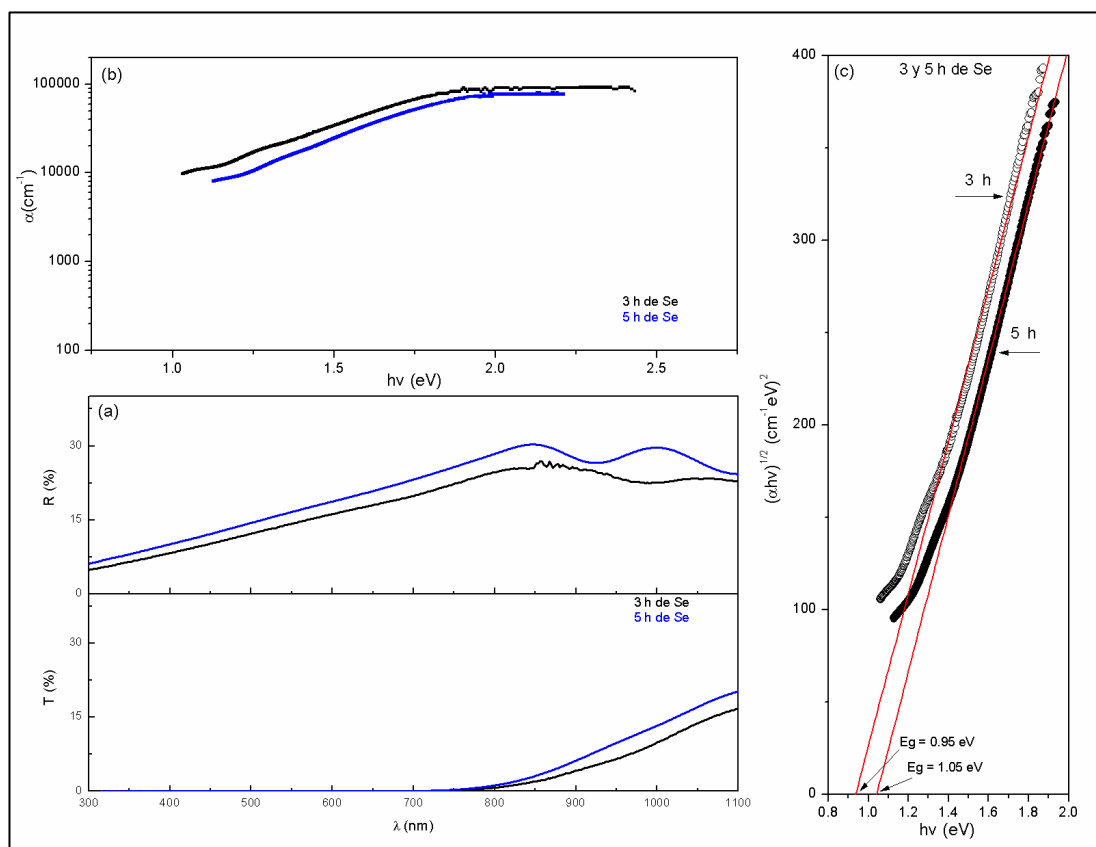 (b)
100000
10000
1000
100
α(cm⁻¹)
3 h de Se
5 h de Se
1.0 1.5 2.0 2.5
hν (eV)
(a)
30
15
0
R (%)
3 h de Se
5 h de Se
30
15
0
T (%)
300 400 500 600 700 800 900 1000 1100
λ (nm)
(c) 3 y 5 h de Se
400
300
200
100
0
(αhν)^1/2 (cm⁻¹ eV)²
3 h
5 h
Eg = 0.95 eV
Eg = 1.05 eV
0.8 1.0 1.2 1.4 1.6 1.8 2.0
hν (eV)